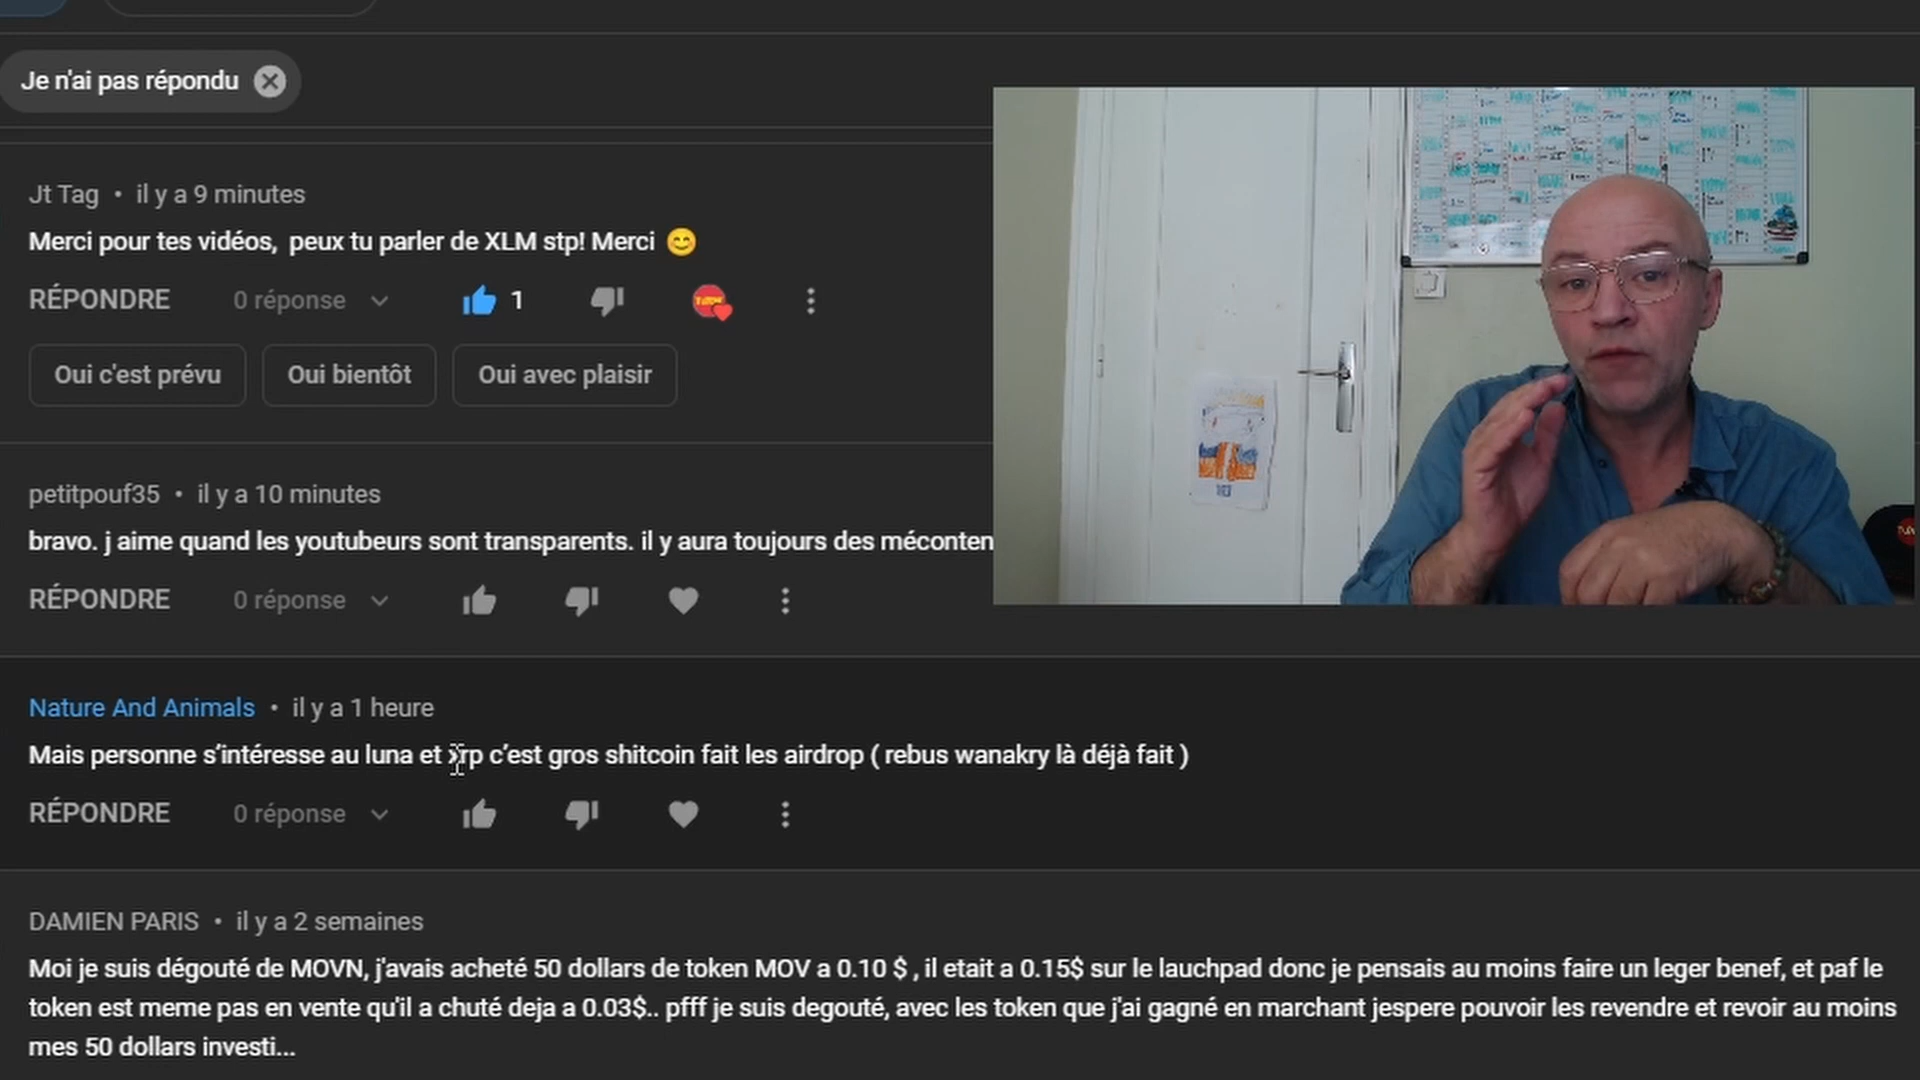 Je n'ai pas répondu
Jt Tag • il y a 9 minutes
Merci pour tes vidéos, peux tu parler de XLM stp! Merci 😊
RÉPONDRE 0 réponse 1
Oui c'est prévu Oui bientôt Oui avec plaisir
petitpouf35 • il y a 10 minutes
bravo. j aime quand les youtubeurs sont transparents. il y aura toujours des méconten
RÉPONDRE 0 réponse
Nature And Animals • il y a 1 heure
Mais personne s’intéresse au luna et xrp c’est gros shitcoin fait les airdrop ( rebus wanakry là déjà fait )
RÉPONDRE 0 réponse
DAMIEN PARIS • il y a 2 semaines
Moi je suis dégouté de MOVN, j'avais acheté 50 dollars de token MOV a 0.10 $ , il etait a 0.15$ sur le lauchpad donc je pensais au moins faire un leger benef, et paf le
token est meme pas en vente qu'il a chuté deja a 0.03$.. pfff je suis degouté, avec les token que j'ai gagné en marchant jespere pouvoir les revendre et revoir au moins
mes 50 dollars investi...